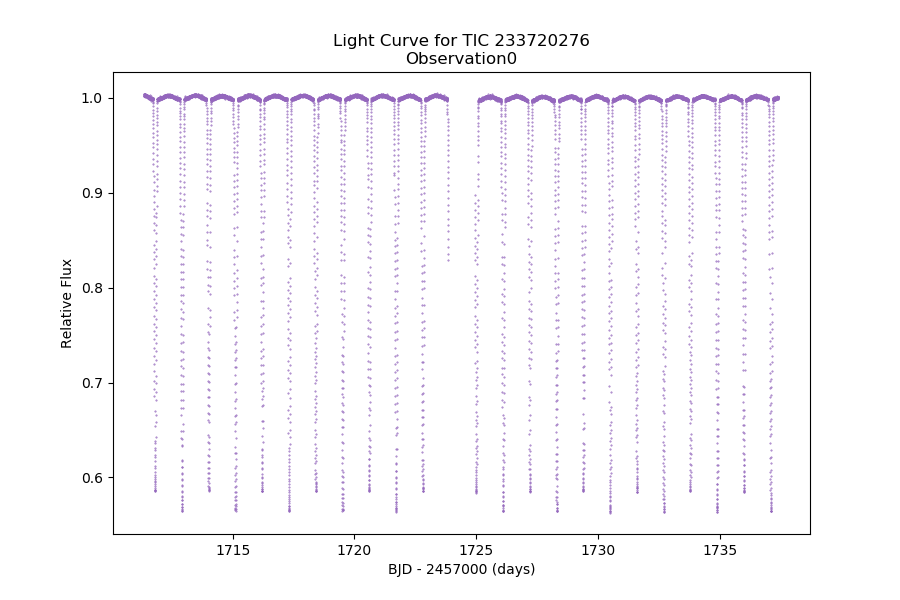 Light Curve for TIC 233720276
Observation0
1.0
0.9
0.8
0.7
0.6
Relative Flux
1715
1720
1725
1730
1735
BJD - 2457000 (days)